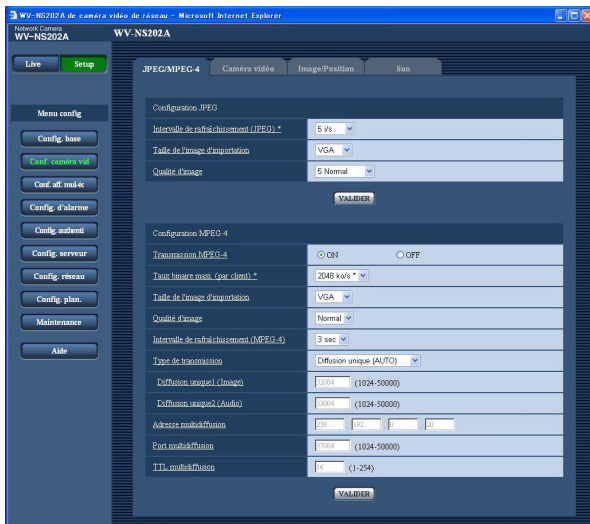 WV-NS202A de caméra vidéo de réseau - Microsoft Internet Explorer
Network Camera
WV-NS202A
WV-NS202A
Live
Setup
JPEG/MPEG-4
Caméra vidéo
Image/Position
Son
Menu config
Config. base
Conf. caméra vid
Conf. aff. mul-éc
Config. d'alarme
Config. authenti
Config. serveur
Config. réseau
Config. plan.
Maintenance
Aide
Configuration JPEG
Intervalle de rafraîchissement (JPEG) * 5 i/s
Taille de l'image d'importation VGA
Qualité d'image 5 Normal
VALIDER
Configuration MPEG-4
Transmission MPEG-4 ON OFF
Taux binaire maxi. (par client) * 2048 ko/s *
Taille de l'image d'importation VGA
Qualité d'image Normal
Intervalle de rafraîchissement (MPEG-4) 3 sec
Type de transmission Diffusion unique (AUTO)
Diffusion unique1 (Image) 32004 (1024-50000)
Diffusion unique2 (Audio) 33004 (1024-50000)
Adresse multidiffusion 239 . 192 . 0 . 20
Port multidiffusion 37004 (1024-50000)
TTL multidiffusion 16 (1-254)
VALIDER